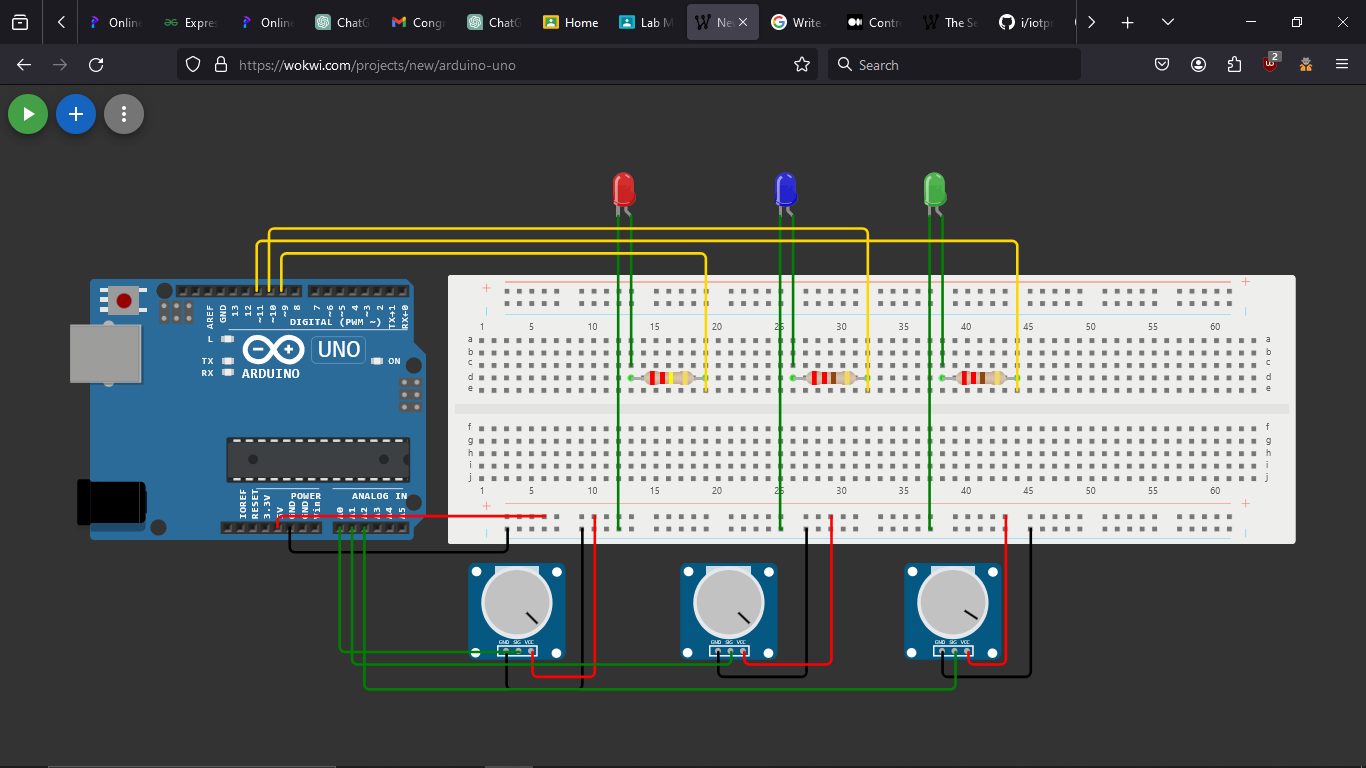 Online
Expres
Online
ChatG
Congr
ChatG
Home
Lab M
Ne
Write
Contr
The Se
i/iotpr
https://wokwi.com/projects/new/arduino-uno
Search
2
AREF
GND
13
12
~11
~10
~9
8
7
~6
~5
4
~3
2
TX→1
RX←0
DIGITAL (PWM ~)
L
TX
RX
UNO
ON
ARDUINO
IOREF
RESET
3.3V
5V
GND
GND
Vin
POWER
ANALOG IN
A0
A1
A2
A3
A4
A5
1 5 10 15 20 25 30 35 40 45 50 55 60
a a
b b
c c
d d
e e
f f
g g
h h
i i
j j
1 5 10 15 20 25 30 35 40 45 50 55 60
GND SIG VCC
GND SIG VCC
GND SIG VCC